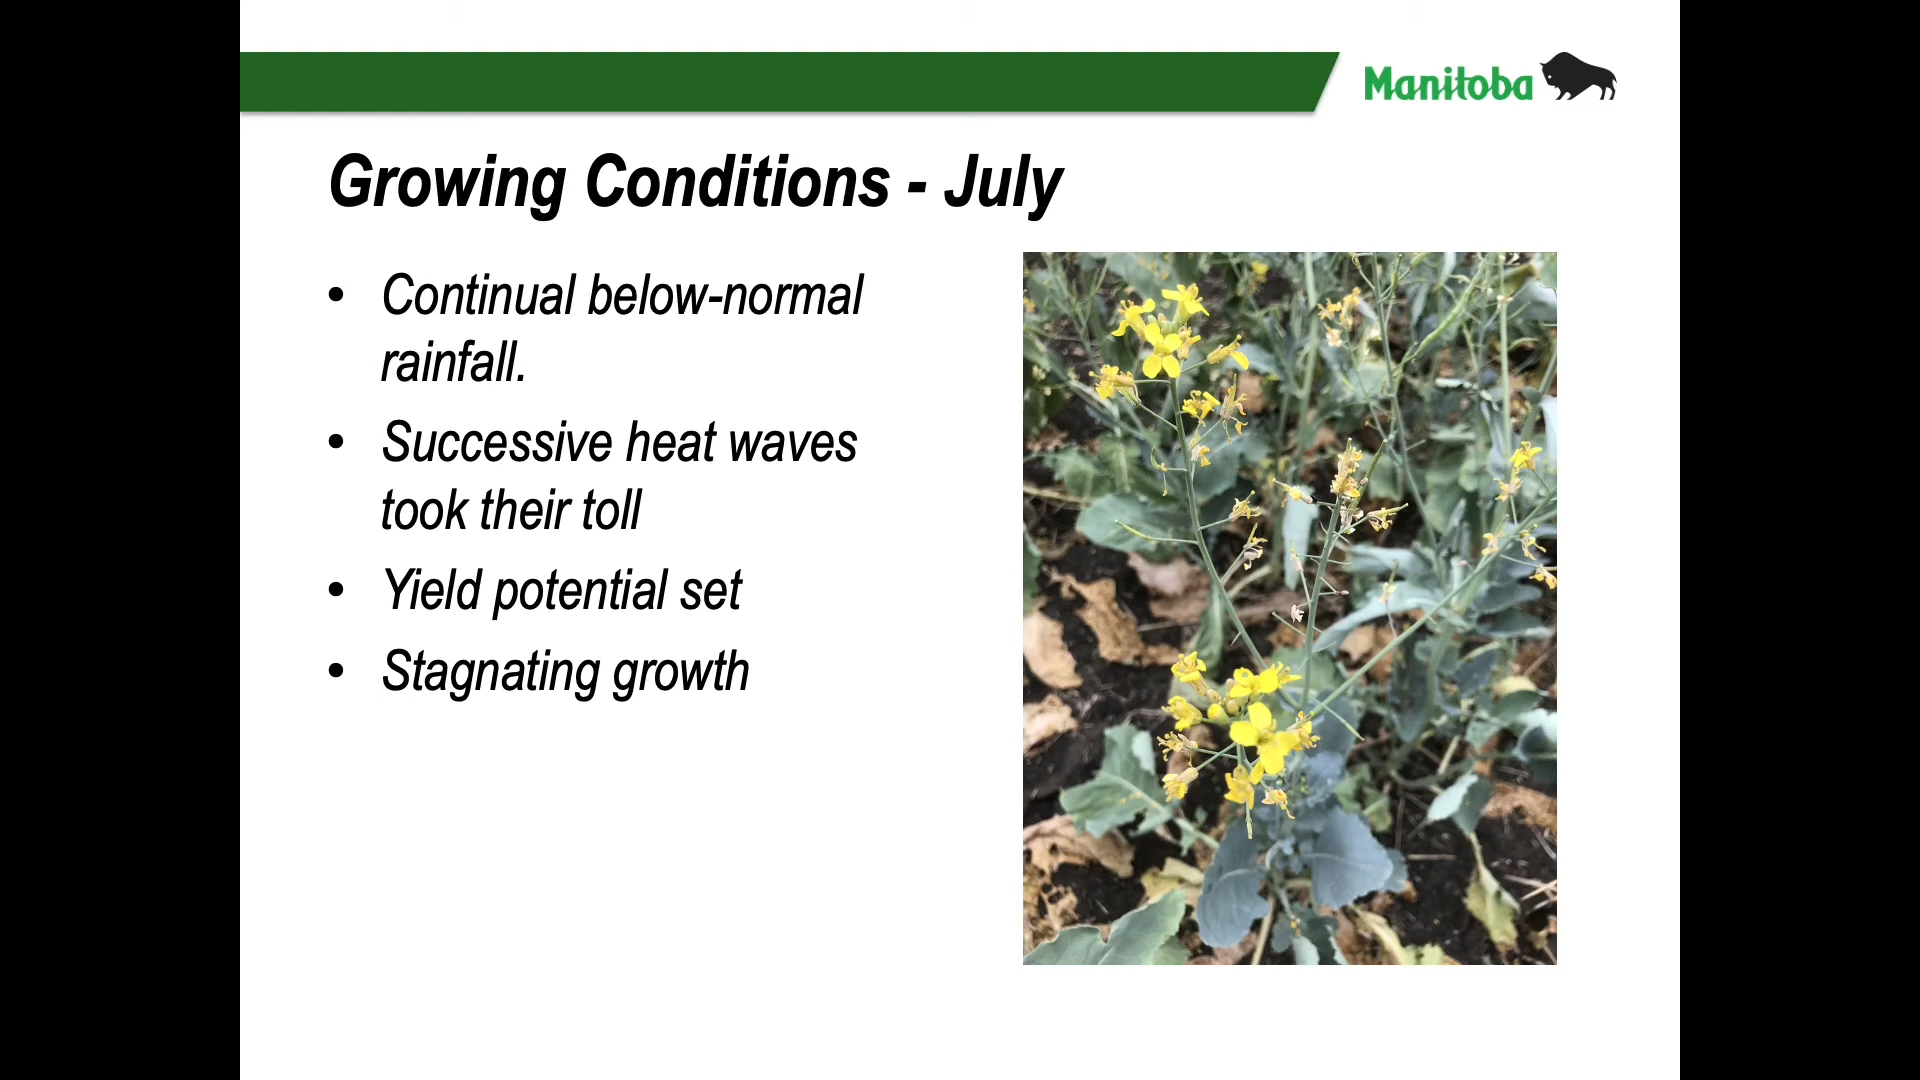 Manitoba
Growing Conditions - July
• Continual below-normal
rainfall.
• Successive heat waves
took their toll
• Yield potential set
• Stagnating growth